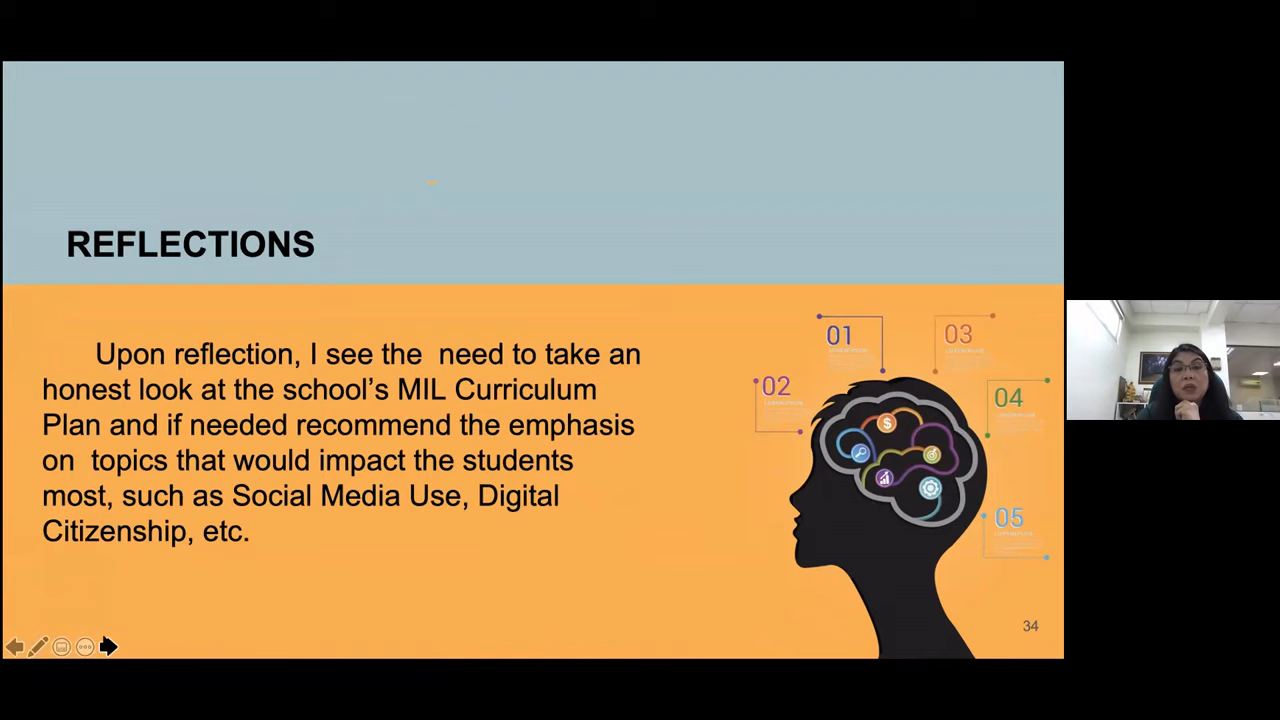 REFLECTIONS
Upon reflection, I see the  need to take an
honest look at the school’s MIL Curriculum
Plan and if needed recommend the emphasis
on  topics that would impact the students
most, such as Social Media Use, Digital
Citizenship, etc.
01
03
02
04
05
$
34